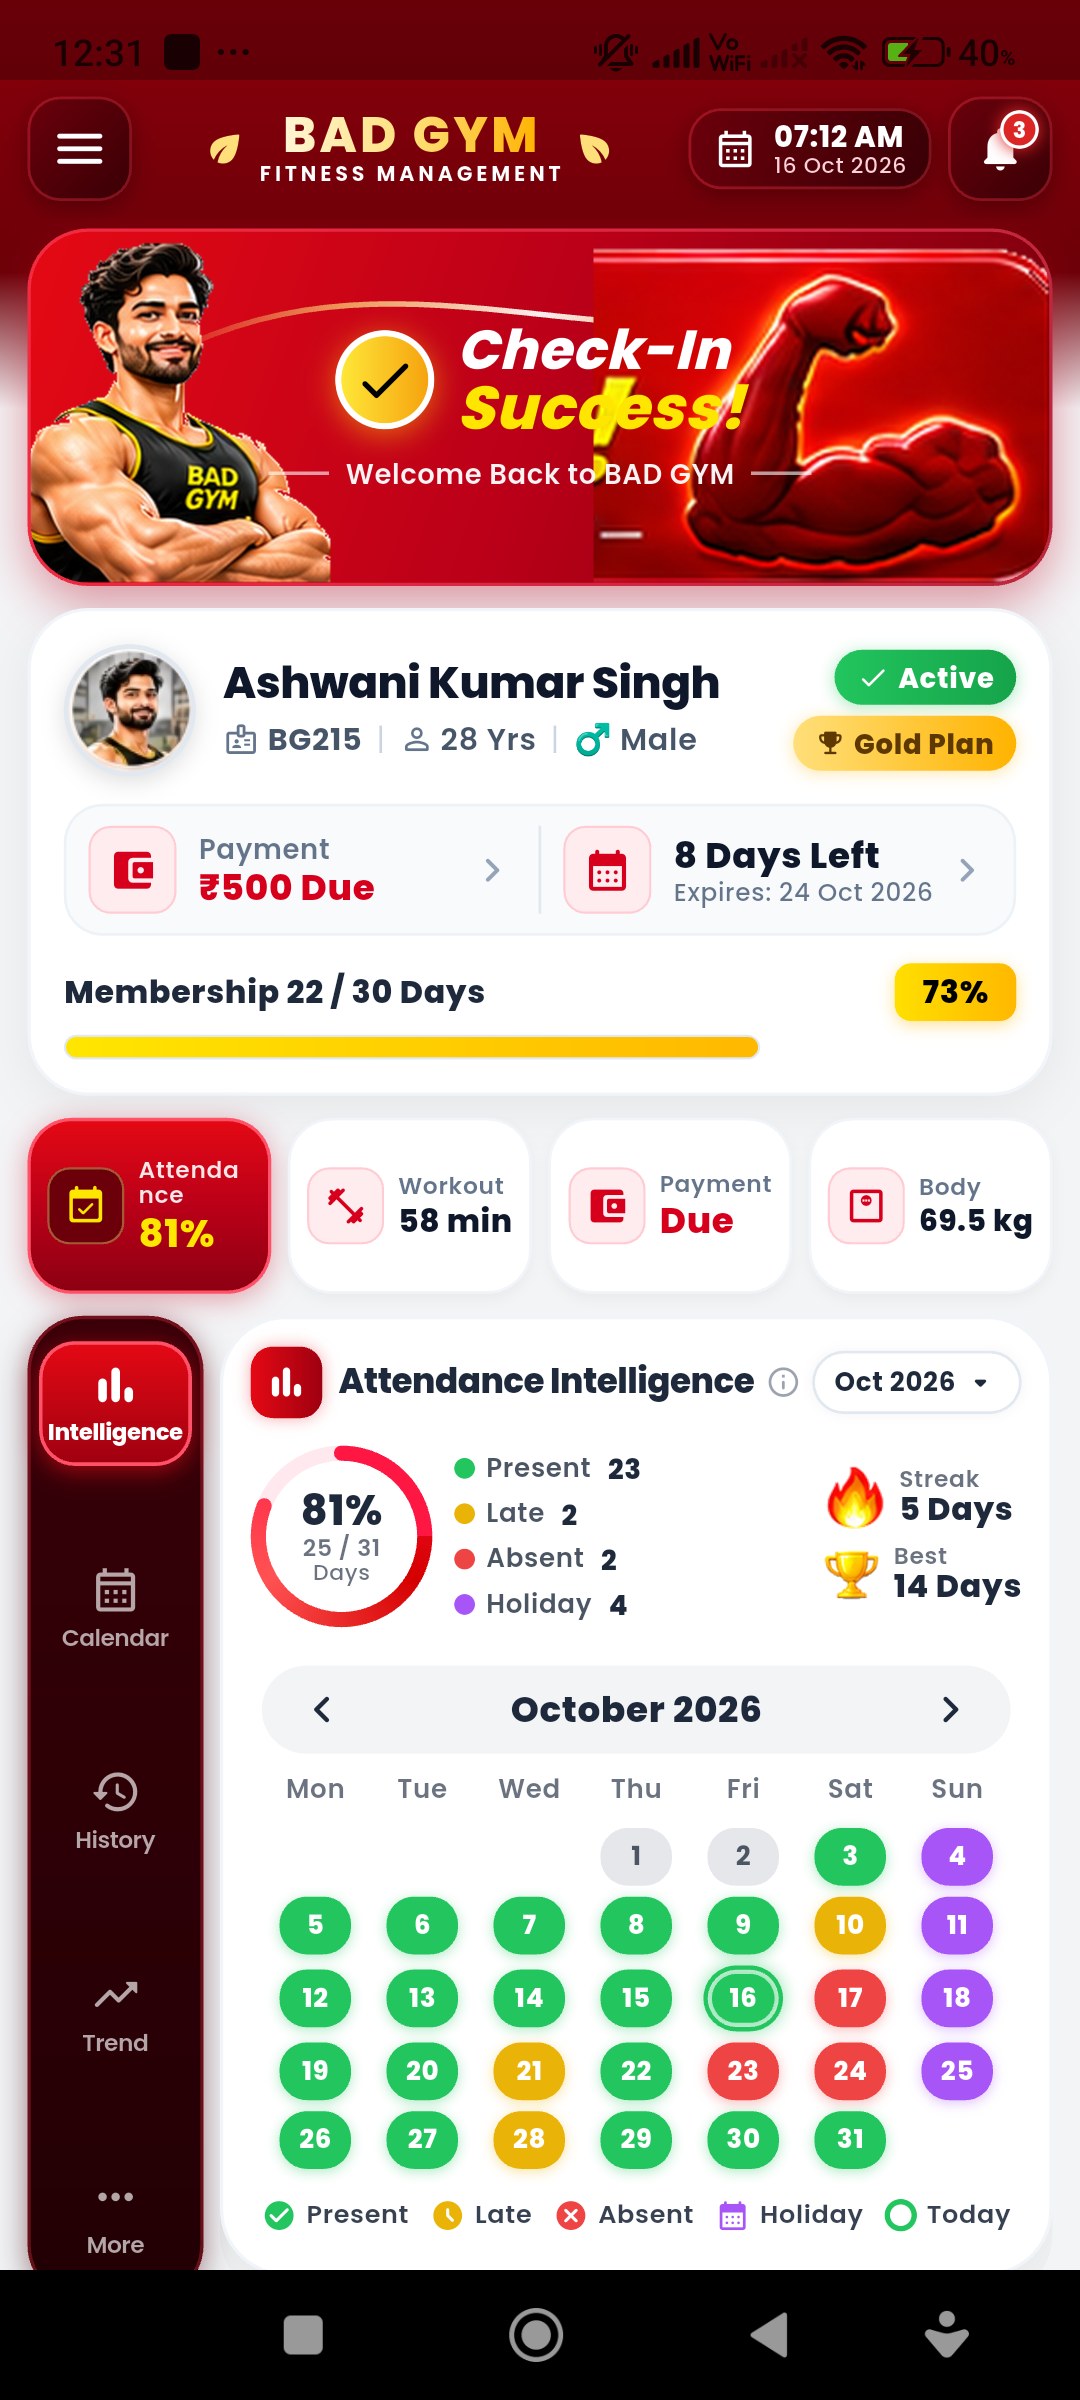 12:31
Vo
WiFi
40%
BAD GYM
FITNESS MANAGEMENT
07:12 AM
16 Oct 2026
3
Check-In
Success!
Welcome Back to BAD GYM
BAD
GYM
Ashwani Kumar Singh
BG215
28 Yrs
Male
Active
Gold Plan
Payment
₹500 Due
8 Days Left
Expires: 24 Oct 2026
Membership 22 / 30 Days
73%
Attenda
nce
81%
Workout
58 min
Payment
Due
Body
69.5 kg
Intelligence
Calendar
History
Trend
More
Attendance Intelligence
Oct 2026
81%
25 / 31
Days
Present 23
Late 2
Absent 2
Holiday 4
Streak
5 Days
Best
14 Days
October 2026
Mon Tue Wed Thu Fri Sat Sun
1 2 3 4
5 6 7 8 9 10 11
12 13 14 15 16 17 18
19 20 21 22 23 24 25
26 27 28 29 30 31
Present Late Absent Holiday Today